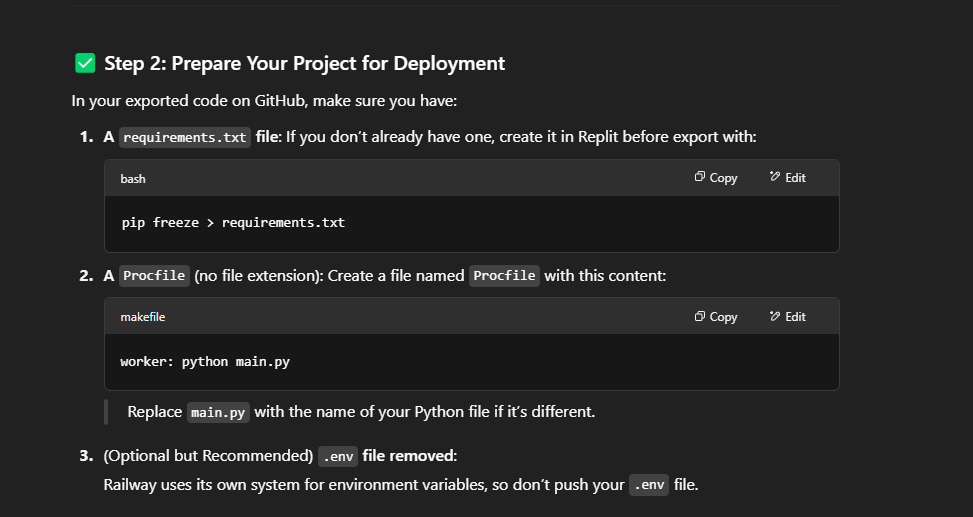 ✅ Step 2: Prepare Your Project for Deployment
In your exported code on GitHub, make sure you have:
1. A requirements.txt file: If you don’t already have one, create it in Replit before export with:
bash Copy Edit
pip freeze > requirements.txt
2. A Procfile (no file extension): Create a file named Procfile with this content:
makefile Copy Edit
worker: python main.py
Replace main.py with the name of your Python file if it’s different.
3. (Optional but Recommended) .env file removed:
Railway uses its own system for environment variables, so don’t push your .env file.